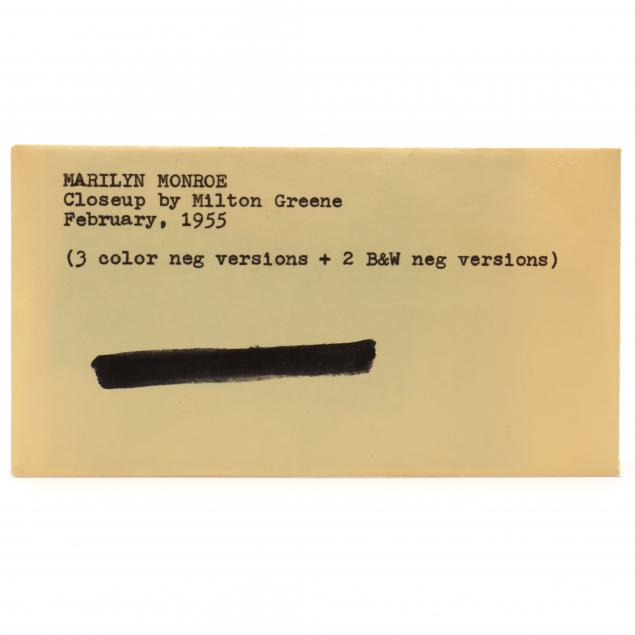 MARILYN MONROE
Closeup by Milton Greene
February, 1955
(3 color neg versions + 2 B&W neg versions)